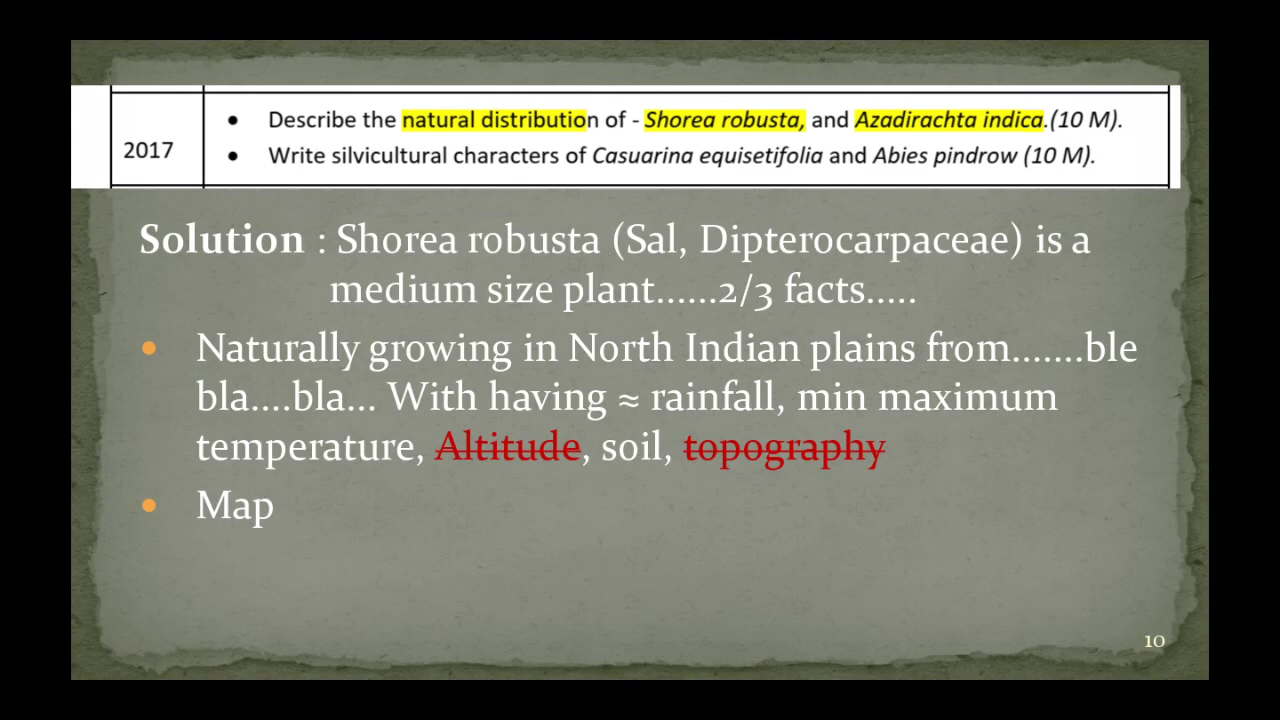 2017
• Describe the natural distribution of - Shorea robusta, and Azadirachta indica.(10 M).
• Write silvicultural characters of Casuarina equisetifolia and Abies pindrow (10 M).
Solution : Shorea robusta (Sal, Dipterocarpaceae) is a
medium size plant......2/3 facts.....
• Naturally growing in North Indian plains from.......ble
bla....bla... With having ≈ rainfall, min maximum
temperature, Altitude, soil, topography
• Map
10